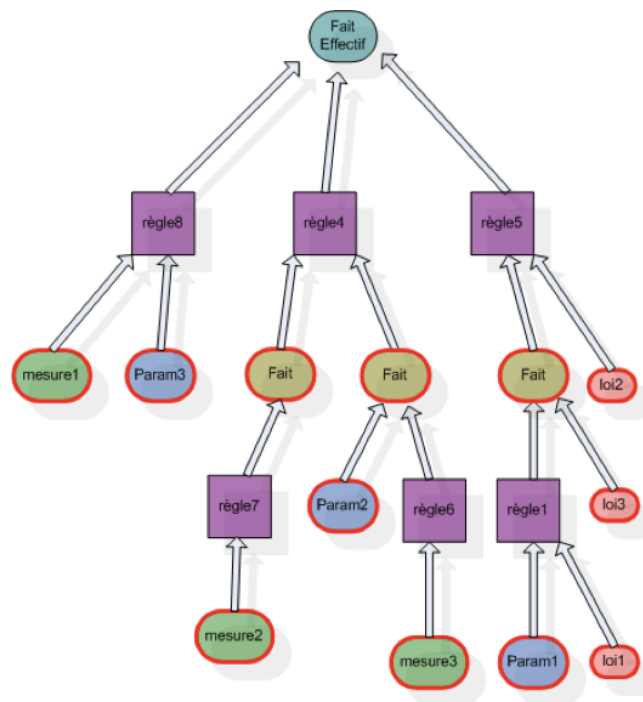 Fait
Effectif
règle8
règle4
règle5
mesure1
Param3
Fait
Fait
Fait
loi2
règle7
Param2
règle6
règle1
loi3
mesure2
mesure3
Param1
loi1